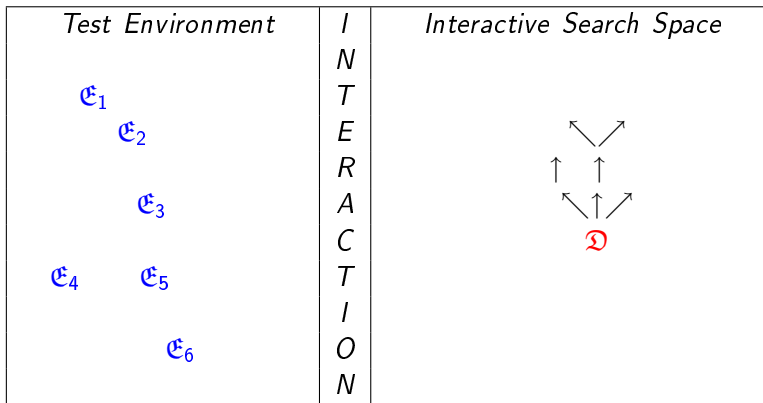 Test Environment I Interactive Search Space
N
𝔈₁ T
𝔈₂ E
R
𝔈₃ A
C 𝔇
𝔈₄ 𝔈₅ T
I
𝔈₆ O
N